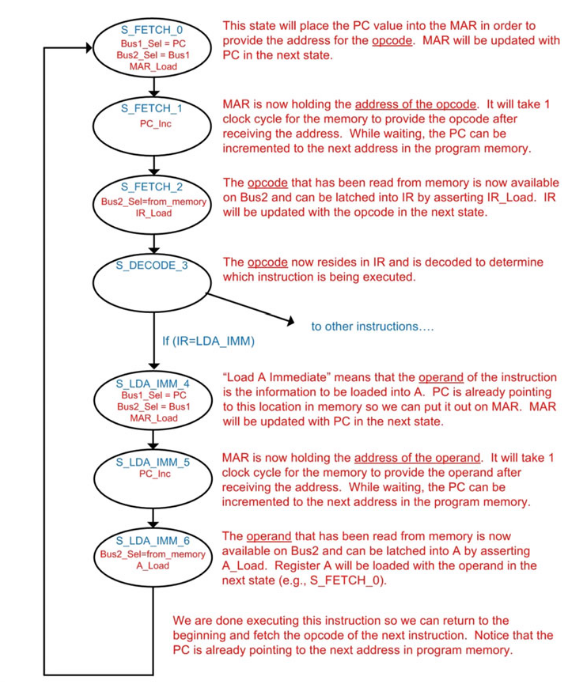 S_FETCH_0
Bus1_Sel = PC
Bus2_Sel = Bus1
MAR_Load
This state will place the PC value into the MAR in order to
provide the address for the opcode.  MAR will be updated with
PC in the next state.
S_FETCH_1
PC_Inc
MAR is now holding the address of the opcode.  It will take 1
clock cycle for the memory to provide the opcode after
receiving the address.  While waiting, the PC can be
incremented to the next address in the program memory.
S_FETCH_2
Bus2_Sel=from_memory
IR_Load
The opcode that has been read from memory is now available
on Bus2 and can be latched into IR by asserting IR_Load.  IR
will be updated with the opcode in the next state.
S_DECODE_3
The opcode now resides in IR and is decoded to determine
which instruction is being executed.
to other instructions....
If (IR=LDA_IMM)
S_LDA_IMM_4
Bus1_Sel = PC
Bus2_Sel = Bus1
MAR_Load
“Load A Immediate” means that the operand of the instruction
is the information to be loaded into A.  PC is already pointing
to this location in memory so we can put it out on MAR.  MAR
will be updated with PC in the next state.
S_LDA_IMM_5
PC_Inc
MAR is now holding the address of the operand.  It will take 1
clock cycle for the memory to provide the operand after
receiving the address.  While waiting, the PC can be
incremented to the next address in the program memory.
S_LDA_IMM_6
Bus2_Sel=from_memory
A_Load
The operand that has been read from memory is now
available on Bus2 and can be latched into A by asserting
A_Load.  Register A will be loaded with the operand in the
next state (e.g., S_FETCH_0).
We are done executing this instruction so we can return to the
beginning and fetch the opcode of the next instruction.  Notice that the
PC is already pointing to the next address in program memory.